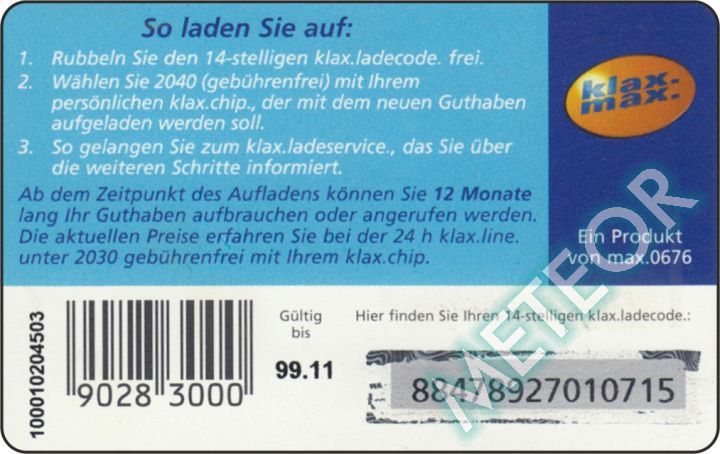 So laden Sie auf:
1. Rubbeln Sie den 14-stelligen klax.ladecode. frei.
2. Wählen Sie 2040 (gebührenfrei) mit Ihrem
persönlichen klax.chip., der mit dem neuen Guthaben
aufgeladen werden soll.
3. So gelangen Sie zum klax.ladeservice., das Sie über
die weiteren Schritte informiert.
Ab dem Zeitpunkt des Aufladens können Sie 12 Monate
lang Ihr Guthaben aufbrauchen oder angerufen werden.
Die aktuellen Preise erfahren Sie bei der 24 h klax.line.
unter 2030 gebührenfrei mit Ihrem klax.chip.
klax.
max.
Ein Produkt
von max.0676
100010204503
9028 3000
Gültig
bis
99.11
Hier finden Sie Ihren 14-stelligen klax.ladecode.:
88478927010715
METEOR